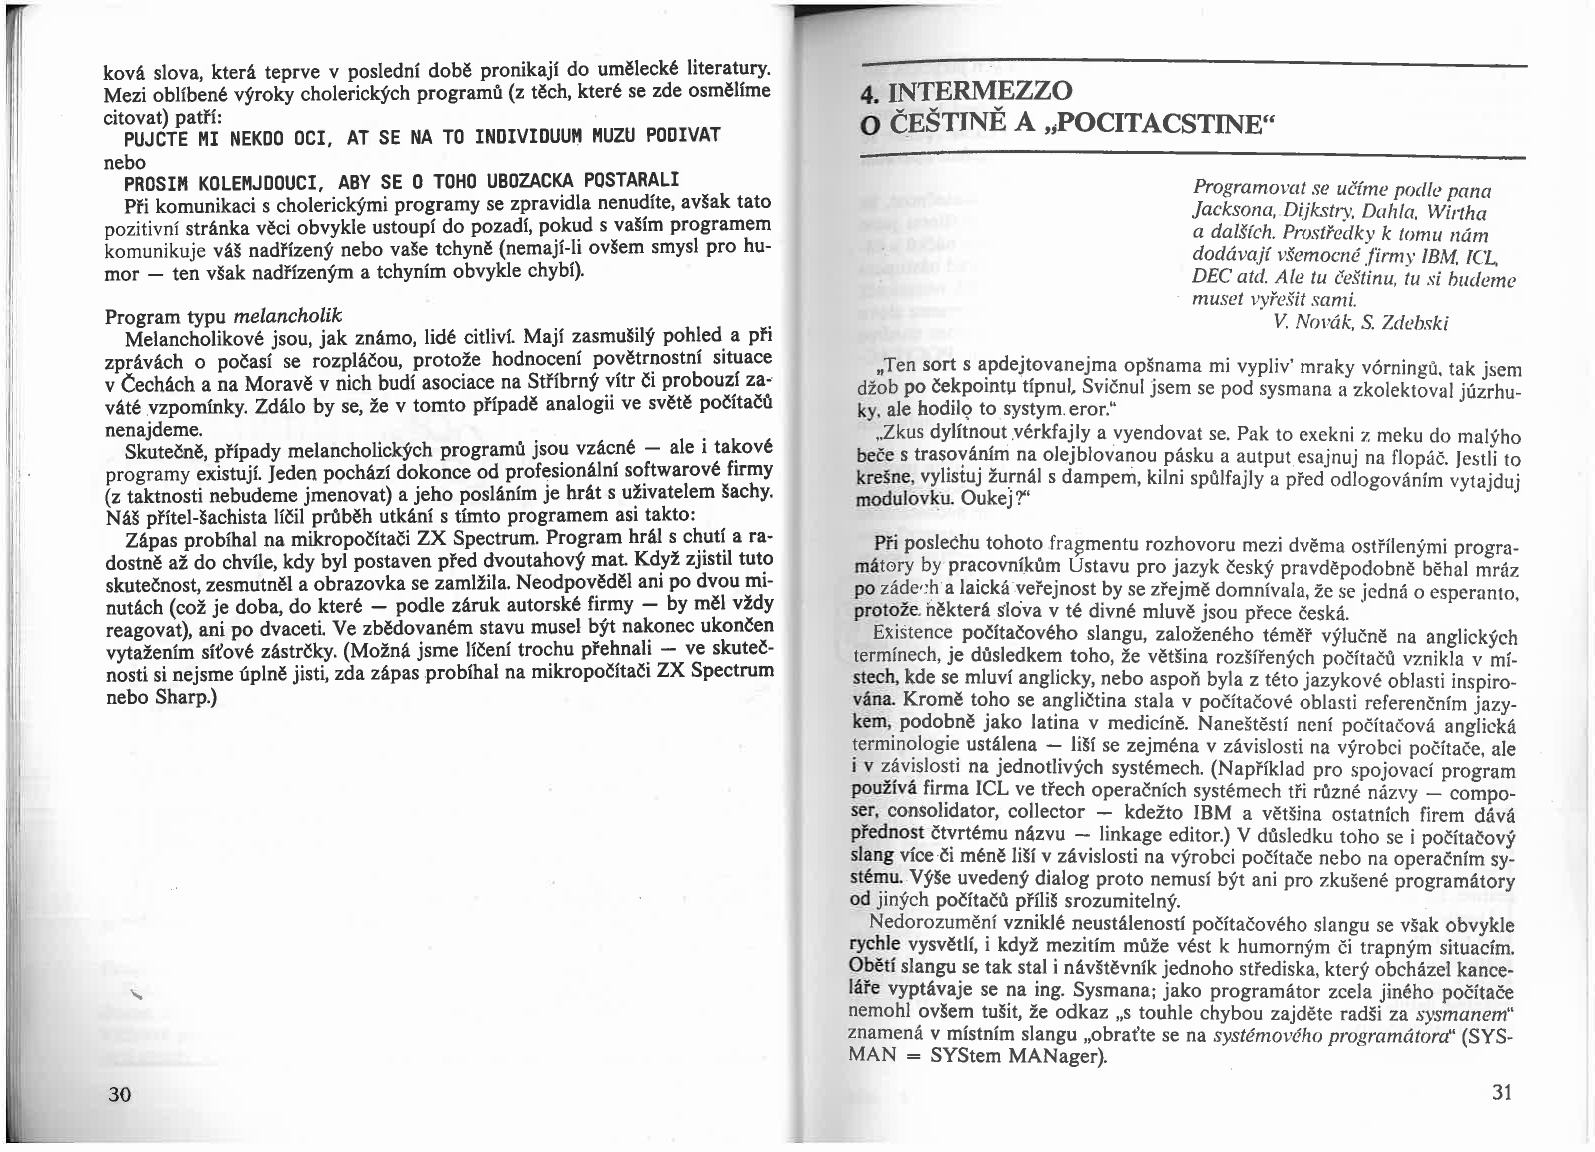 ková slova, která teprve v poslední době pronikají do umělecké literatury.
Mezi oblíbené výroky cholerických programů (z těch, které se zde osmělíme
citovat) patří:
PUJCTE MI NEKDO OCI, AT SE NA TO INDIVIDUUM MUZU PODIVAT
nebo
PROSIM KOLEMJDOUCI, ABY SE O TOHO UBOZACKA POSTARALI
Při komunikaci s cholerickými programy se zpravidla nenudíte, avšak tato
pozitivní stránka věci obvykle ustoupí do pozadí, pokud s vaším programem
komunikuje váš nadřízený nebo vaše tchyně (nemají-li ovšem smysl pro hu-
mor — ten však nadřízeným a tchyním obvykle chybí).
Program typu melancholik
Melancholikové jsou, jak známo, lidé citliví. Mají zasmušilý pohled a při
zprávách o počasí se rozpláčou, protože hodnocení povětrnostní situace
v Čechách a na Moravě v nich budí asociace na Stříbrný vítr či probouzí za-
váté vzpomínky. Zdálo by se, že v tomto případě analogii ve světě počítačů
nenajdeme.
Skutečně, případy melancholických programů jsou vzácné — ale i takové
programy existují. Jeden pochází dokonce od profesionální softwarové firmy
(z taktnosti nebudeme jmenovat) a jeho posláním je hrát s uživatelem šachy.
Náš přítel-šachista líčil průběh utkání s tímto programem asi takto:
Zápas probíhal na mikropočítači ZX Spectrum. Program hrál s chutí a ra-
dostně až do chvíle, kdy byl postaven před dvoutahový mat. Když zjistil tuto
skutečnost, zesmutněl a obrazovka se zamlžila. Neodpověděl ani po dvou mi-
nutách (což je doba, do které — podle záruk autorské firmy — by měl vždy
reagovat), ani po dvaceti. Ve zbědovaném stavu musel být nakonec ukončen
vytažením síťové zástrčky. (Možná jsme líčení trochu přehnali — ve skuteč-
nosti si nejsme úplně jisti, zda zápas probíhal na mikropočítači ZX Spectrum
nebo Sharp.)
30
4. INTERMEZZO
O ČEŠTINĚ A „POCITACSTINE“
Programovat se učíme podle pana
Jacksona, Dijkstry, Dahla, Wirtha
a dalších. Prostředky k tomu nám
dodávají všemocné firmy IBM, ICL,
DEC atd. Ale tu češtinu, tu si budeme
muset vyřešit sami.
V. Novák, S. Zdebski
„Ten sort s apdejtovanejma opšnama mi vypliv’ mraky vórningů, tak jsem
džob po čekpointu típnul. Svičnul jsem se pod sysmana a zkolektoval júzrhu-
ky, ale hodilo to systym eror.“
„Zkus dylítnout vérkfajly a vyendovat se. Pak to exekni z meku do malýho
beče s trasováním na olejblovanou pásku a autput esajnuj na flopáč. Jestli to
krešne, vylistuj žurnál s dampem, kilni spůlfajly a před odlogováním vytajduj
modulovku. Oukej?“
Při poslechu tohoto fragmentu rozhovoru mezi dvěma ostřílenými progra-
mátory by pracovníkům Ústavu pro jazyk český pravděpodobně běhal mráz
po zádech a laická veřejnost by se zřejmě domnívala, že se jedná o esperanto,
protože některá slova v té divné mluvě jsou přece česká.
Existence počítačového slangu, založeného téměř výlučně na anglických
termínech, je důsledkem toho, že většina rozšířených počítačů vznikla v mí-
stech, kde se mluví anglicky, nebo aspoň byla z této jazykové oblasti inspiro-
vána. Kromě toho se angličtina stala v počítačové oblasti referenčním jazy-
kem, podobně jako latina v medicíně. Naneštěstí není počítačová anglická
terminologie ustálena — liší se zejména v závislosti na výrobci počítače, ale
i v závislosti na jednotlivých systémech. (Například pro spojovací program
používá firma ICL ve třech operačních systémech tři různé názvy — compo-
ser, consolidator, collector — kdežto IBM a většina ostatních firem dává
přednost čtvrtému názvu — linkage editor.) V důsledku toho se i počítačový
slang více či méně liší v závislosti na výrobci počítače nebo na operačním sy-
stému. Výše uvedený dialog proto nemusí být ani pro zkušené programátory
od jiných počítačů příliš srozumitelný.
Nedorozumění vzniklé neustáleností počítačového slangu se však obvykle
rychle vysvětlí, i když mezitím může vést k humorným či trapným situacím.
Obětí slangu se tak stal i návštěvník jednoho střediska, který obcházel kance-
láře vyptávaje se na ing. Sysmana; jako programátor zcela jiného počítače
nemohl ovšem tušit, že odkaz „s touhle chybou zajděte radši za sysmanem“
znamená v místním slangu „obraťte se na systémového programátora“ (SYS-
MAN = SYStem MANager).
31